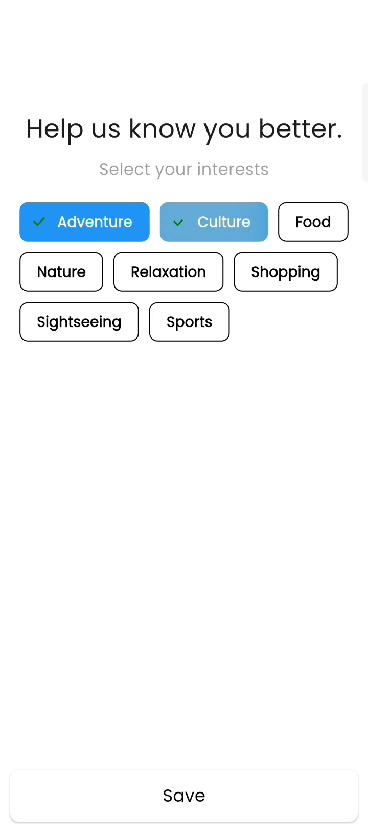 Help us know you better.
Select your interests
Adventure Culture Food
Nature Relaxation Shopping
Sightseeing Sports
Save